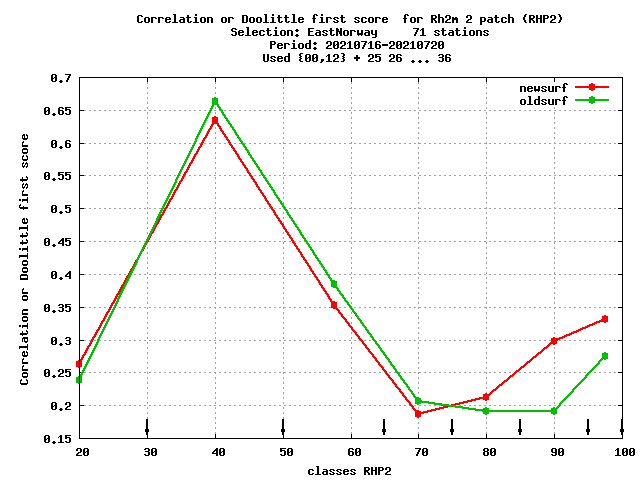 Correlation or Doolittle first score  for Rh2m 2 patch (RHP2)
Selection: EastNorway     71 stations
Period: 20210716-20210720
Used {00,12} + 25 26 ... 36
newsurf
oldsurf
Correlation or Doolittle first score
0.7
0.65
0.6
0.55
0.5
0.45
0.4
0.35
0.3
0.25
0.2
0.15
20 30 40 50 60 70 80 90 100
classes RHP2